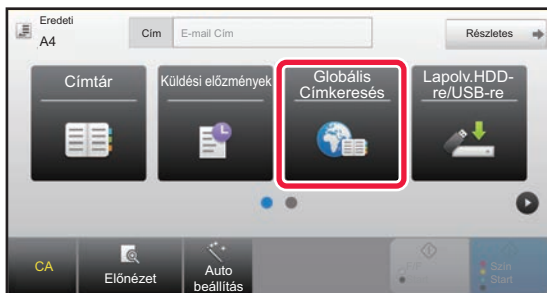 Eredeti
A4
Cím
E-mail Cím
Részletes
Címtár
Küldési előzmények
Globális
Címkeresés
Lapolv.HDD-
re/USB-re
CA
Előnézet
Auto
beállítás
Szín
Start